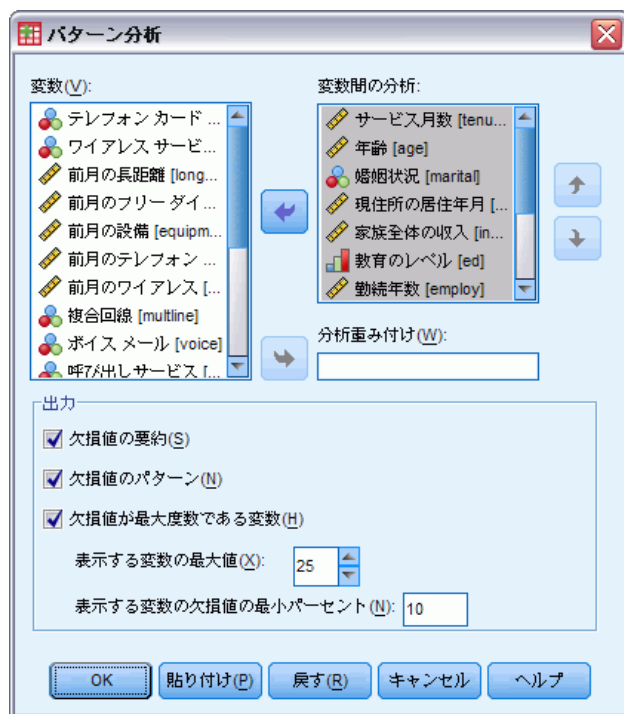 パターン分析
変数(V):
テレフォン カード ...
ワイアレス サービ...
前月の長距離 [long...
前月のフリー ダイ...
前月の設備 [equipm...
前月のテレフォン ...
前月のワイアレス [...
複合回線 [multline]
ボイス メール [voice]
呼び出しサービス [...
変数間の分析:
サービス月数 [tenu...
年齢 [age]
婚姻状況 [marital]
現住所の居住年月 [...
家族全体の収入 [in...
教育のレベル [ed]
勤続年数 [employ]
分析重み付け(W):
出力
欠損値の要約(S)
欠損値のパターン(N)
欠損値が最大度数である変数(H)
表示する変数の最大値(X): 25
表示する変数の欠損値の最小パーセント(N): 10
OK 貼り付け(P) 戻す(R) キャンセル ヘルプ